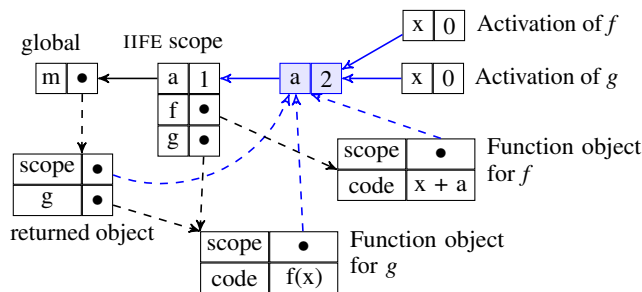 global
IIFE scope
x 0
Activation of f
m •
a 1
a 2
x 0
Activation of g
f •
g •
scope •
g •
returned object
scope •
code x + a
Function object
for f
scope •
code f(x)
Function object
for g